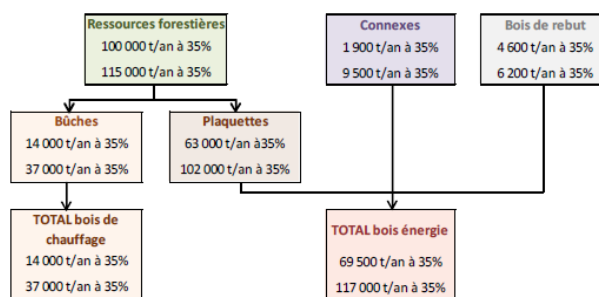 Ressources forestières
100 000 t/an à 35%
115 000 t/an à 35%
Connexes
1 900 t/an à 35%
9 500 t/an à 35%
Bois de rebut
4 600 t/an à 35%
6 200 t/an à 35%
Bûches
14 000 t/an à 35%
37 000 t/an à 35%
Plaquettes
63 000 t/an à35%
102 000 t/an à 35%
TOTAL bois de
chauffage
14 000 t/an à 35%
37 000 t/an à 35%
TOTAL bois énergie
69 500 t/an à 35%
117 000 t/an à 35%